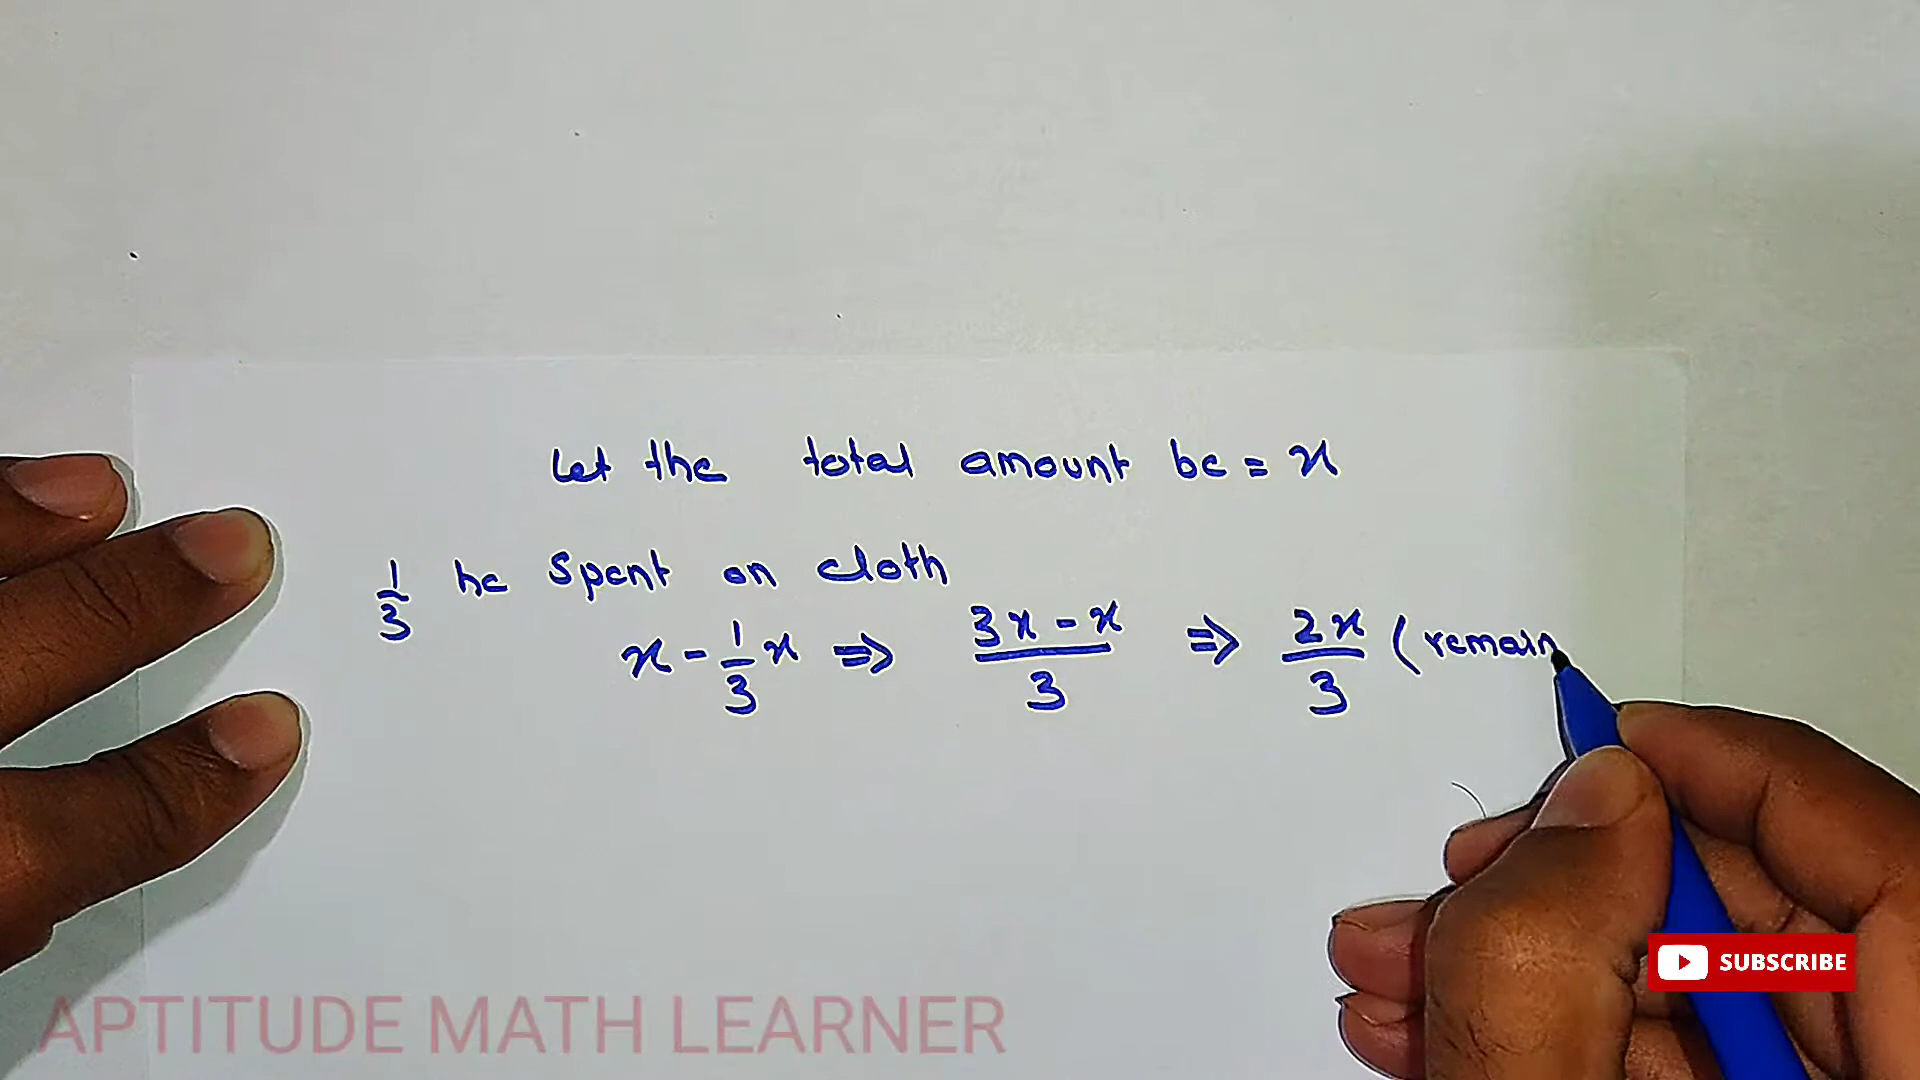 Let the total amount be = x
1/3 he spent on cloth
x - 1/3 x ⇒ 3x - x / 3 ⇒ 2x / 3 (remain
SUBSCRIBE
APTITUDE MATH LEARNER